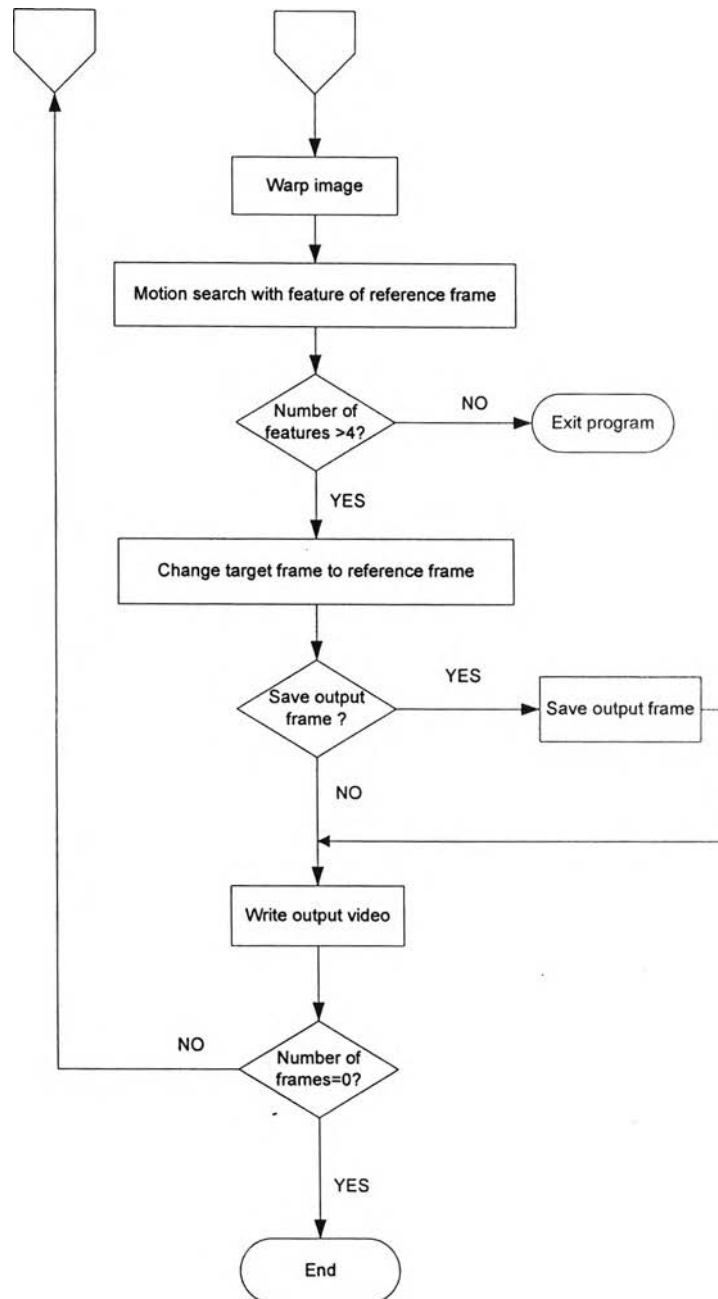 Warp image
Motion search with feature of reference frame
Number of
features >4?
NO
Exit program
YES
Change target frame to reference frame
Save output
frame ?
YES
Save output frame
NO
Write output video
Number of
frames=0?
NO
YES
End